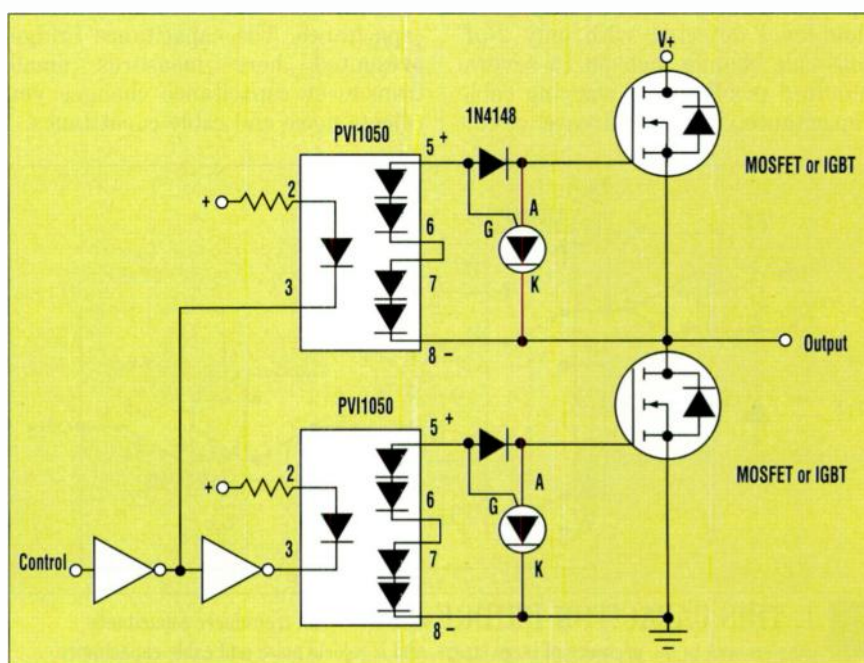 V+
1N4148
PVI1050
MOSFET or IGBT
5 +
2
+
A
6
G
7
K
3
8 –
Output
PVI1050
5 +
MOSFET or IGBT
2
+
A
6
G
7
K
3
Control
8 –